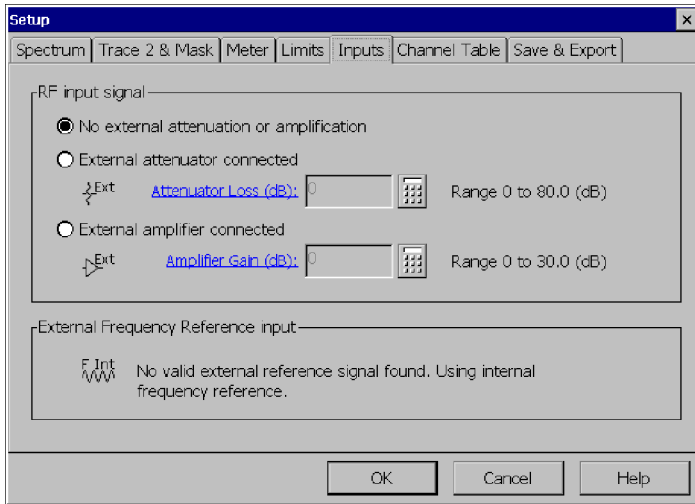 Setup
Spectrum Trace 2 & Mask Meter Limits Inputs Channel Table Save & Export
RF input signal
No external attenuation or amplification
External attenuator connected
Ext Attenuator Loss (dB): 0 Range 0 to 80.0 (dB)
External amplifier connected
Ext Amplifier Gain (dB): 0 Range 0 to 30.0 (dB)
External Frequency Reference input
F Int
No valid external reference signal found. Using internal
frequency reference.
OK Cancel Help